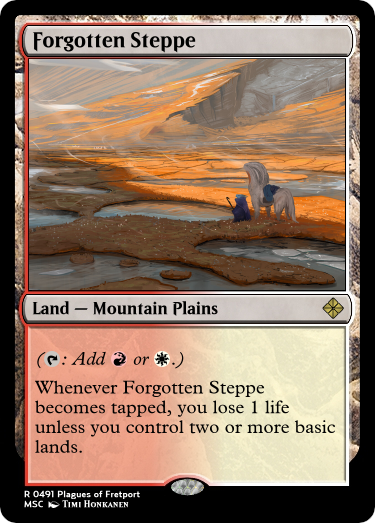 Forgotten Steppe
Land — Mountain Plains
(: Add or .)
Whenever Forgotten Steppe
becomes tapped, you lose 1 life
unless you control two or more basic
lands.
R 0491 Plagues of Fretport
MSC Timi Honkanen